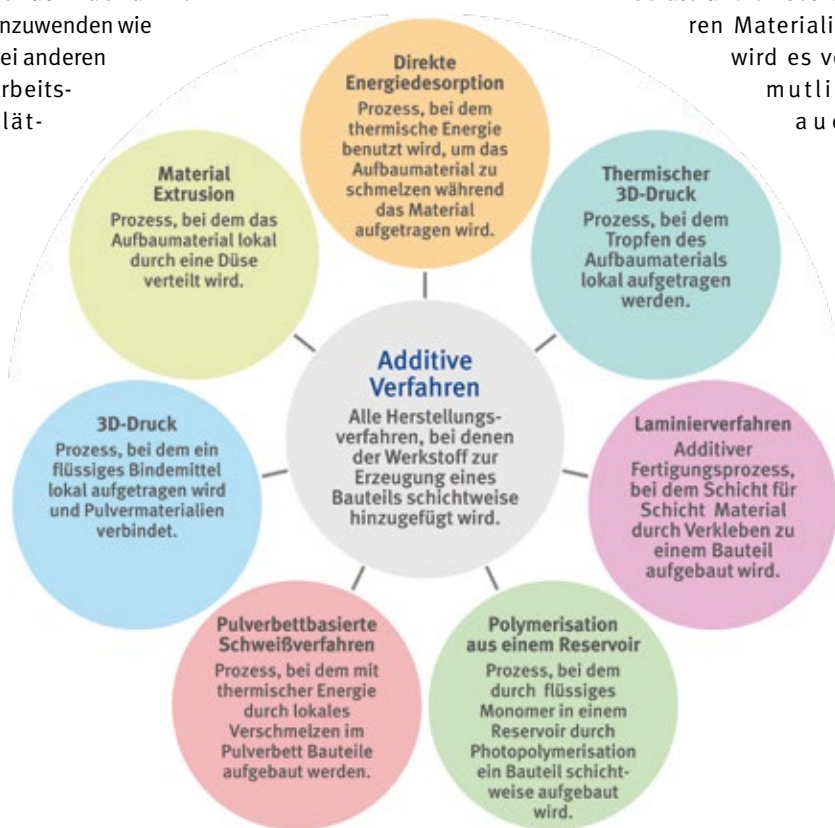 nzuwenden wie
ei anderen
rbeits-
lät-
ren Materiali
wird es ve
mutli
auc
Direkte
Energiedesorption
Prozess, bei dem
thermische Energie
benutzt wird, um das
Aufbaumaterial zu
schmelzen während
das Material
aufgetragen wird.
Material
Extrusion
Prozess, bei dem das
Aufbaumaterial lokal
durch eine Düse
verteilt wird.
Thermischer
3D-Druck
Prozess, bei dem
Tropfen des
Aufbaumaterials
lokal aufgetragen
werden.
Additive
Verfahren
Alle Herstellungs-
verfahren, bei denen
der Werkstoff zur
Erzeugung eines
Bauteils schichtweise
hinzugefügt wird.
3D-Druck
Prozess, bei dem ein
flüssiges Bindemittel
lokal aufgetragen wird
und Pulvermaterialien
verbindet.
Laminierverfahren
Additiver
Fertigungsprozess,
bei dem Schicht für
Schicht Material
durch Verkleben zu
einem Bauteil
aufgebaut wird.
Pulverbettbasierte
Schweißverfahren
Prozess, bei dem mit
thermischer Energie
durch lokales
Verschmelzen im
Pulverbett Bauteile
aufgebaut werden.
Polymerisation
aus einem Reservoir
Prozess, bei dem
durch flüssiges
Monomer in einem
Reservoir durch
Photopolymerisation
ein Bauteil schicht-
weise aufgebaut
wird.